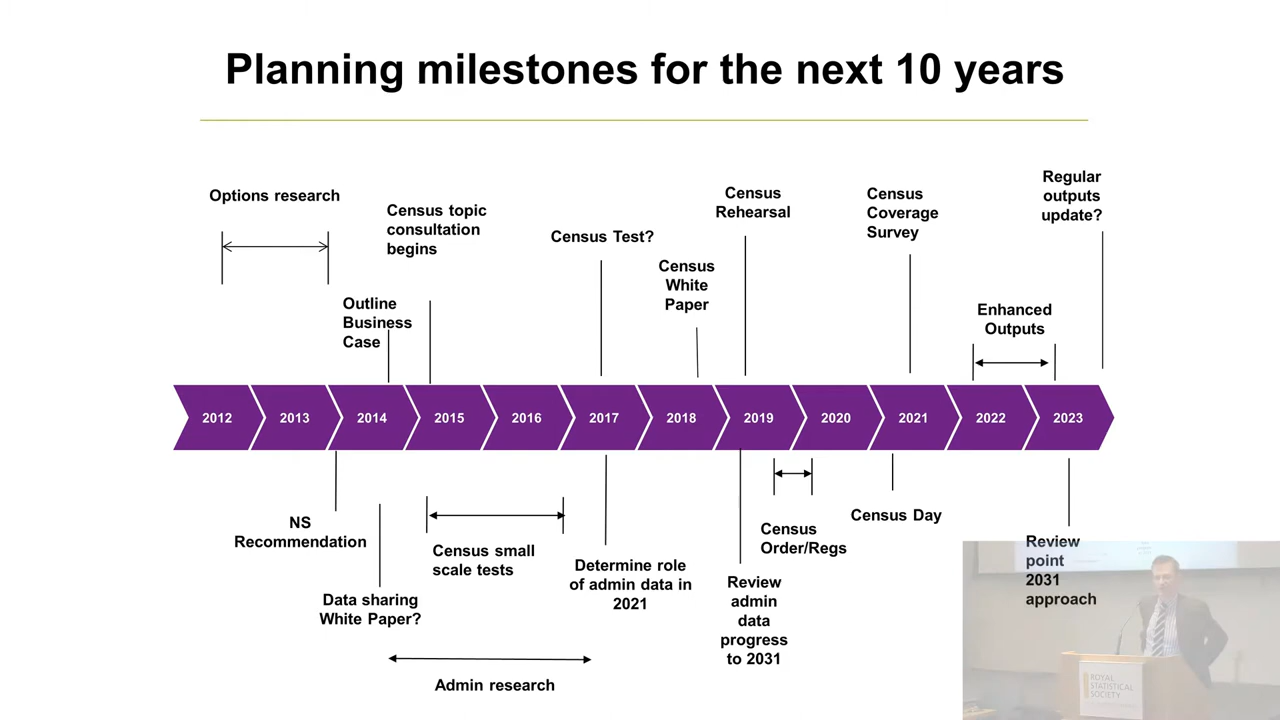 Planning milestones for the next 10 years
Options research
Census topic
consultation
begins
Outline
Business
Case
Census Test?
Census
White
Paper
Census
Rehearsal
Census
Coverage
Survey
Enhanced
Outputs
Regular
outputs
update?
2012 2013 2014 2015 2016 2017 2018 2019 2020 2021 2022 2023
NS
Recommendation
Data sharing
White Paper?
Census small
scale tests
Admin research
Determine role
of admin data in
2021
Review
admin
data
progress
to 2031
Census
Order/Regs
Census Day
Review
point
2031
approach
ROYAL
STATISTICAL
SOCIETY